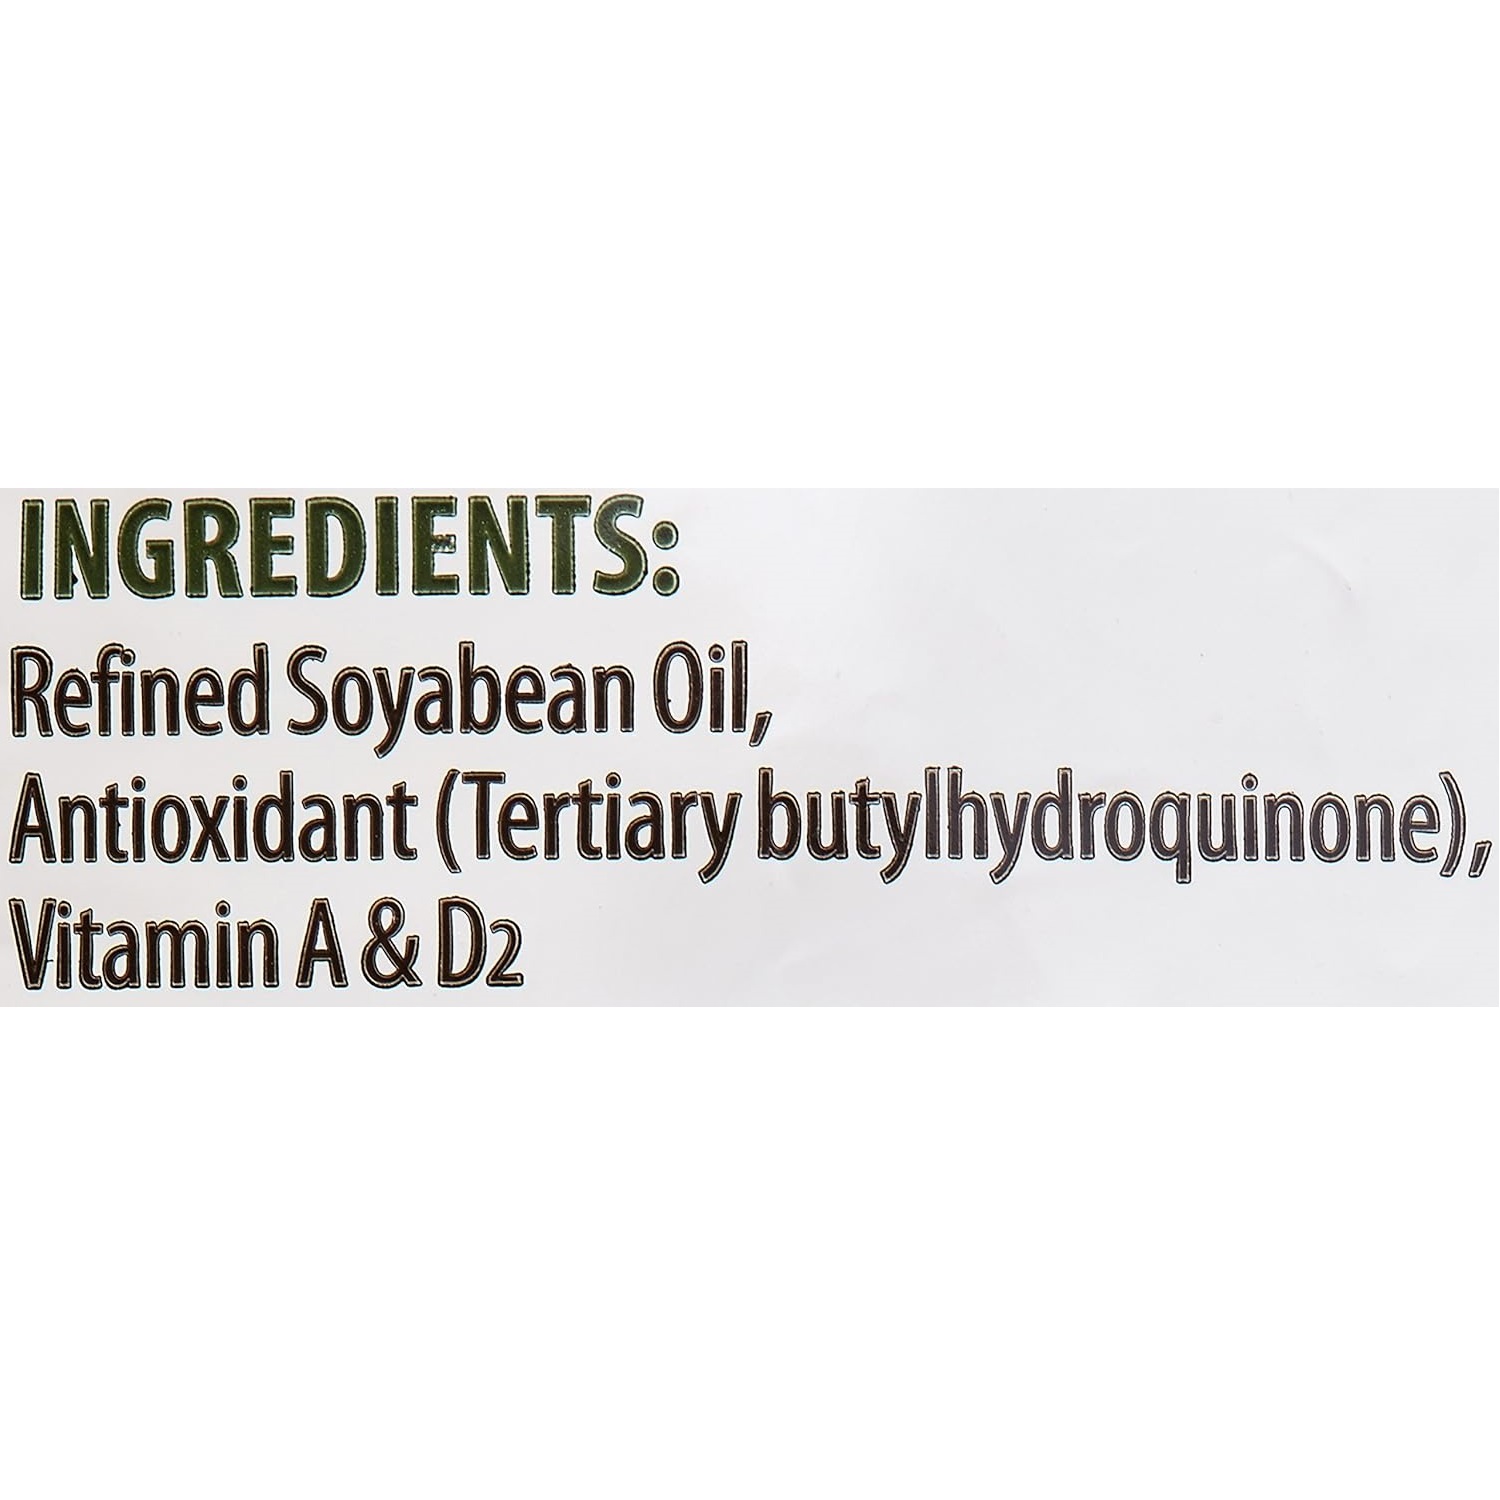 INGREDIENTS:
Refined Soyabean Oil,
Antioxidant (Tertiary butylhydroquinone),
Vitamin A & D2